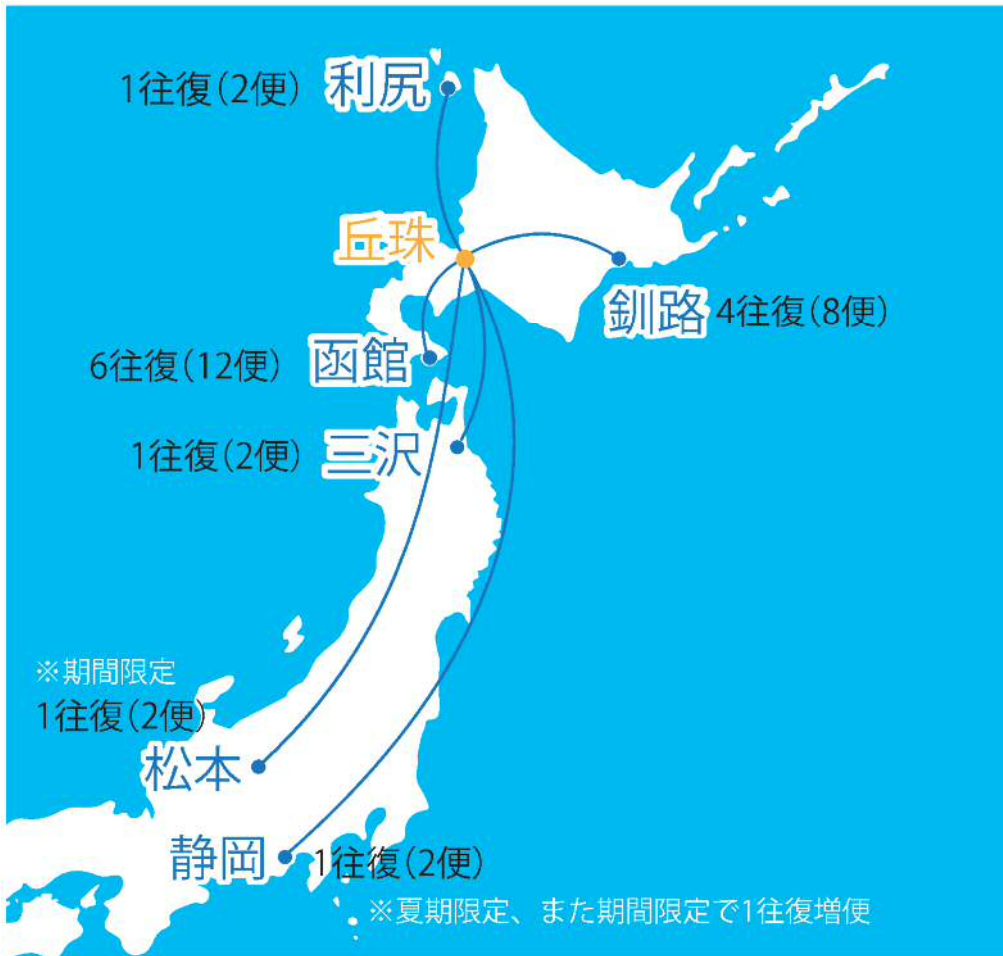 1往復(2便) 利尻
丘珠
釧路 4往復(8便)
6往復(12便) 函館
1往復(2便) 三沢
※期間限定
1往復(2便)
松本
静岡 1往復(2便)
※夏期限定、また期間限定で1往復増便